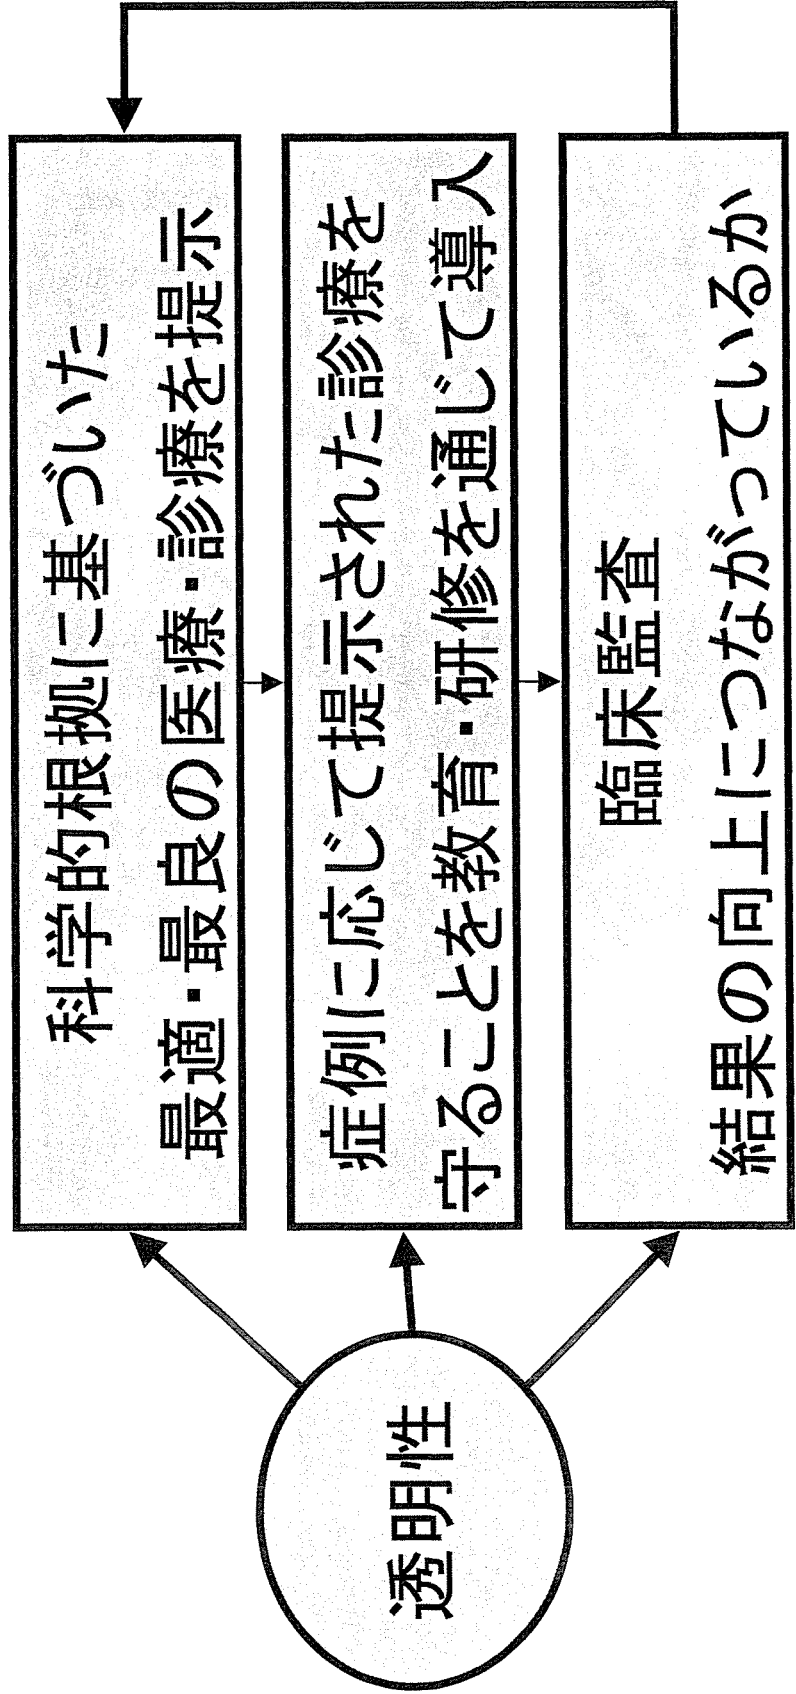 科学的根拠に基づいた
最適・最良の医療・診療を提示
症例に応じて提示された診療を
守ることを教育・研修を通じて導入
臨床監査
結果の向上につながっているか
透明性